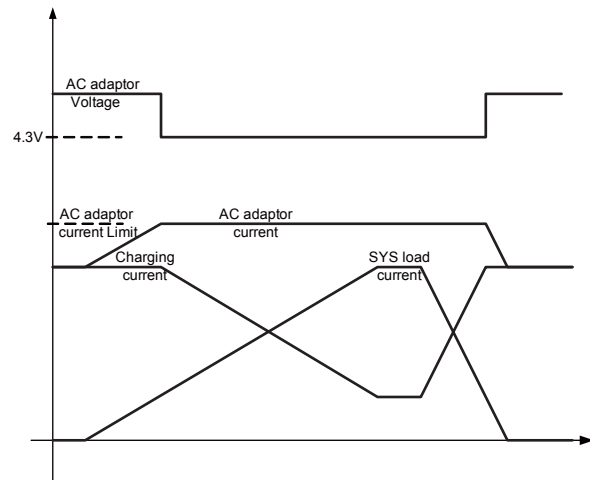 AC adaptor
Voltage
4.3V
AC adaptor
current Limit
AC adaptor
current
Charging
current
SYS load
current